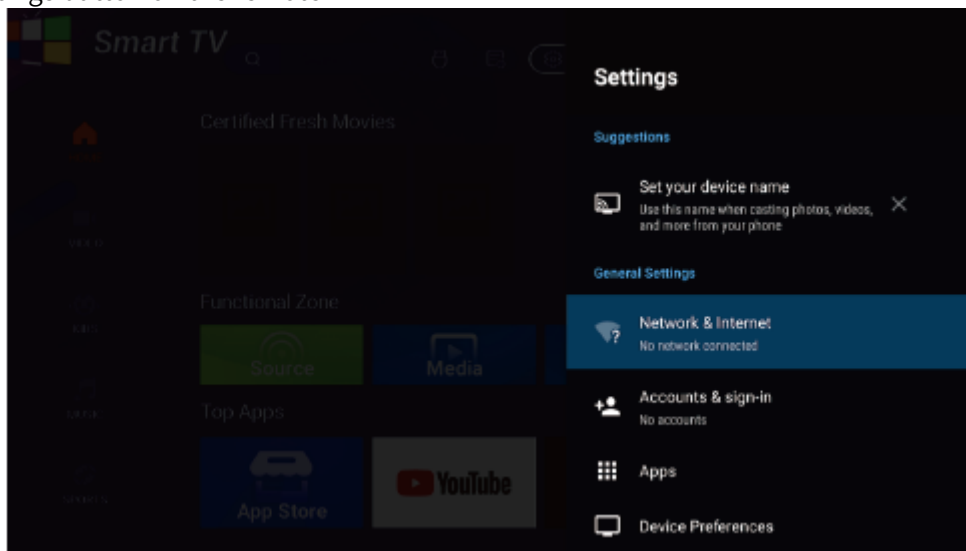 Smart TV
Certified Fresh Movies
Functional Zone
Source
Media
Top Apps
App Store
YouTube
Settings
Suggestions
Set your device name
Use this name when casting photos, videos,
and more from your phone
General Settings
Network & Internet
No network connected
Accounts & sign-in
No accounts
Apps
Device Preferences